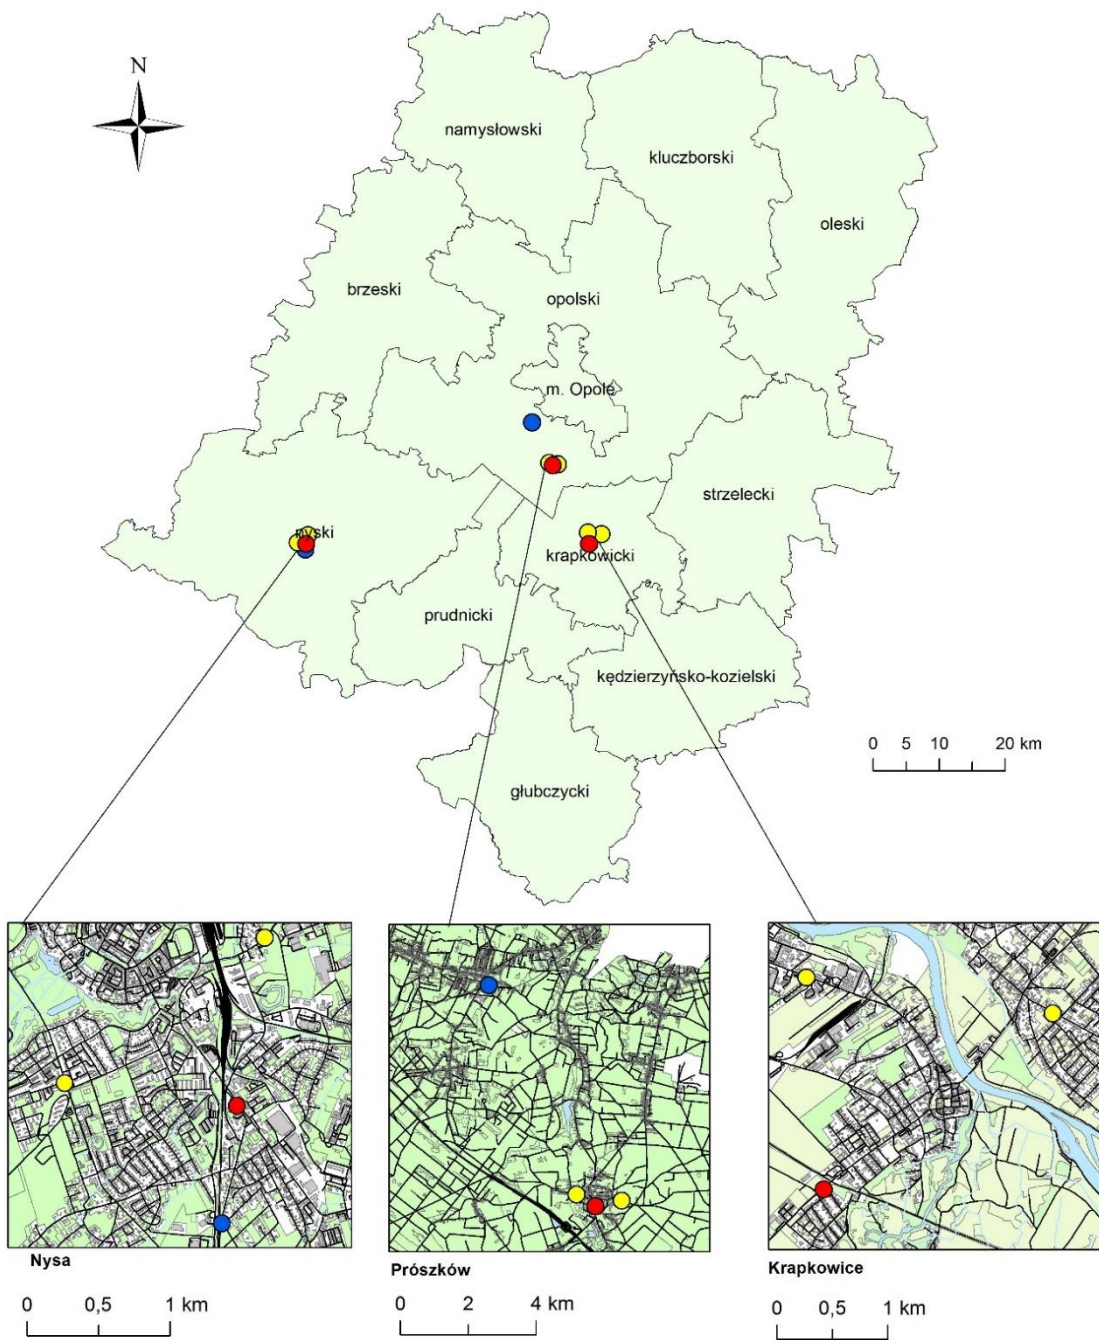 N
namysłowski
kluczborski
oleski
brzeski
opolski
m. Opole
strzelecki
nyski
krapkowicki
prudnicki
kędzierzyńsko-kozielski
0 5 10 20 km
głubczycki
Nysa
Prószków
Krapkowice
0 0,5 1 km
0 2 4 km
0 0,5 1 km